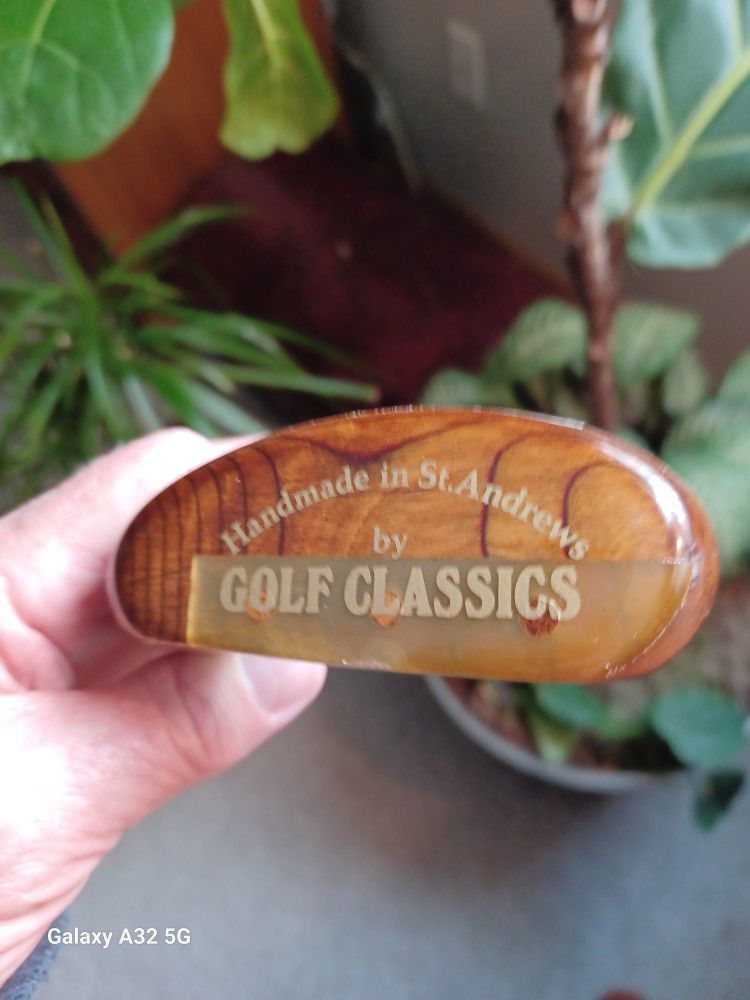 Handmade in St.Andrews
by
GOLF CLASSICS
Galaxy A32 5G